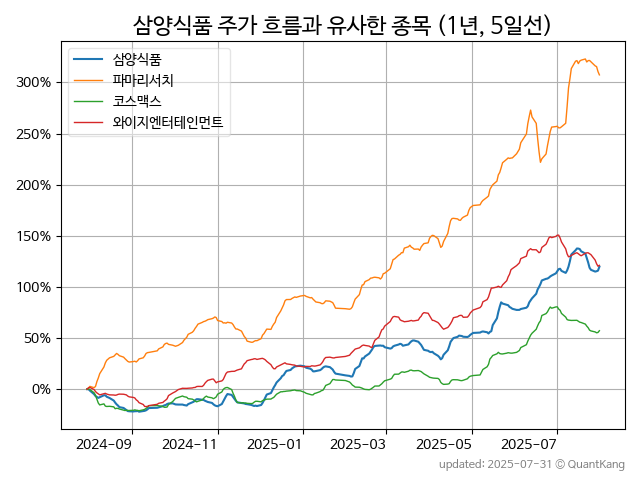 삼양식품 주가 흐름과 유사한 종목 (1년, 5일선)
삼양식품
파마리서치
코스맥스
와이지엔터테인먼트
300%
250%
200%
150%
100%
50%
0%
2024-09 2024-11 2025-01 2025-03 2025-05 2025-07
updated: 2025-07-31 © QuantKang